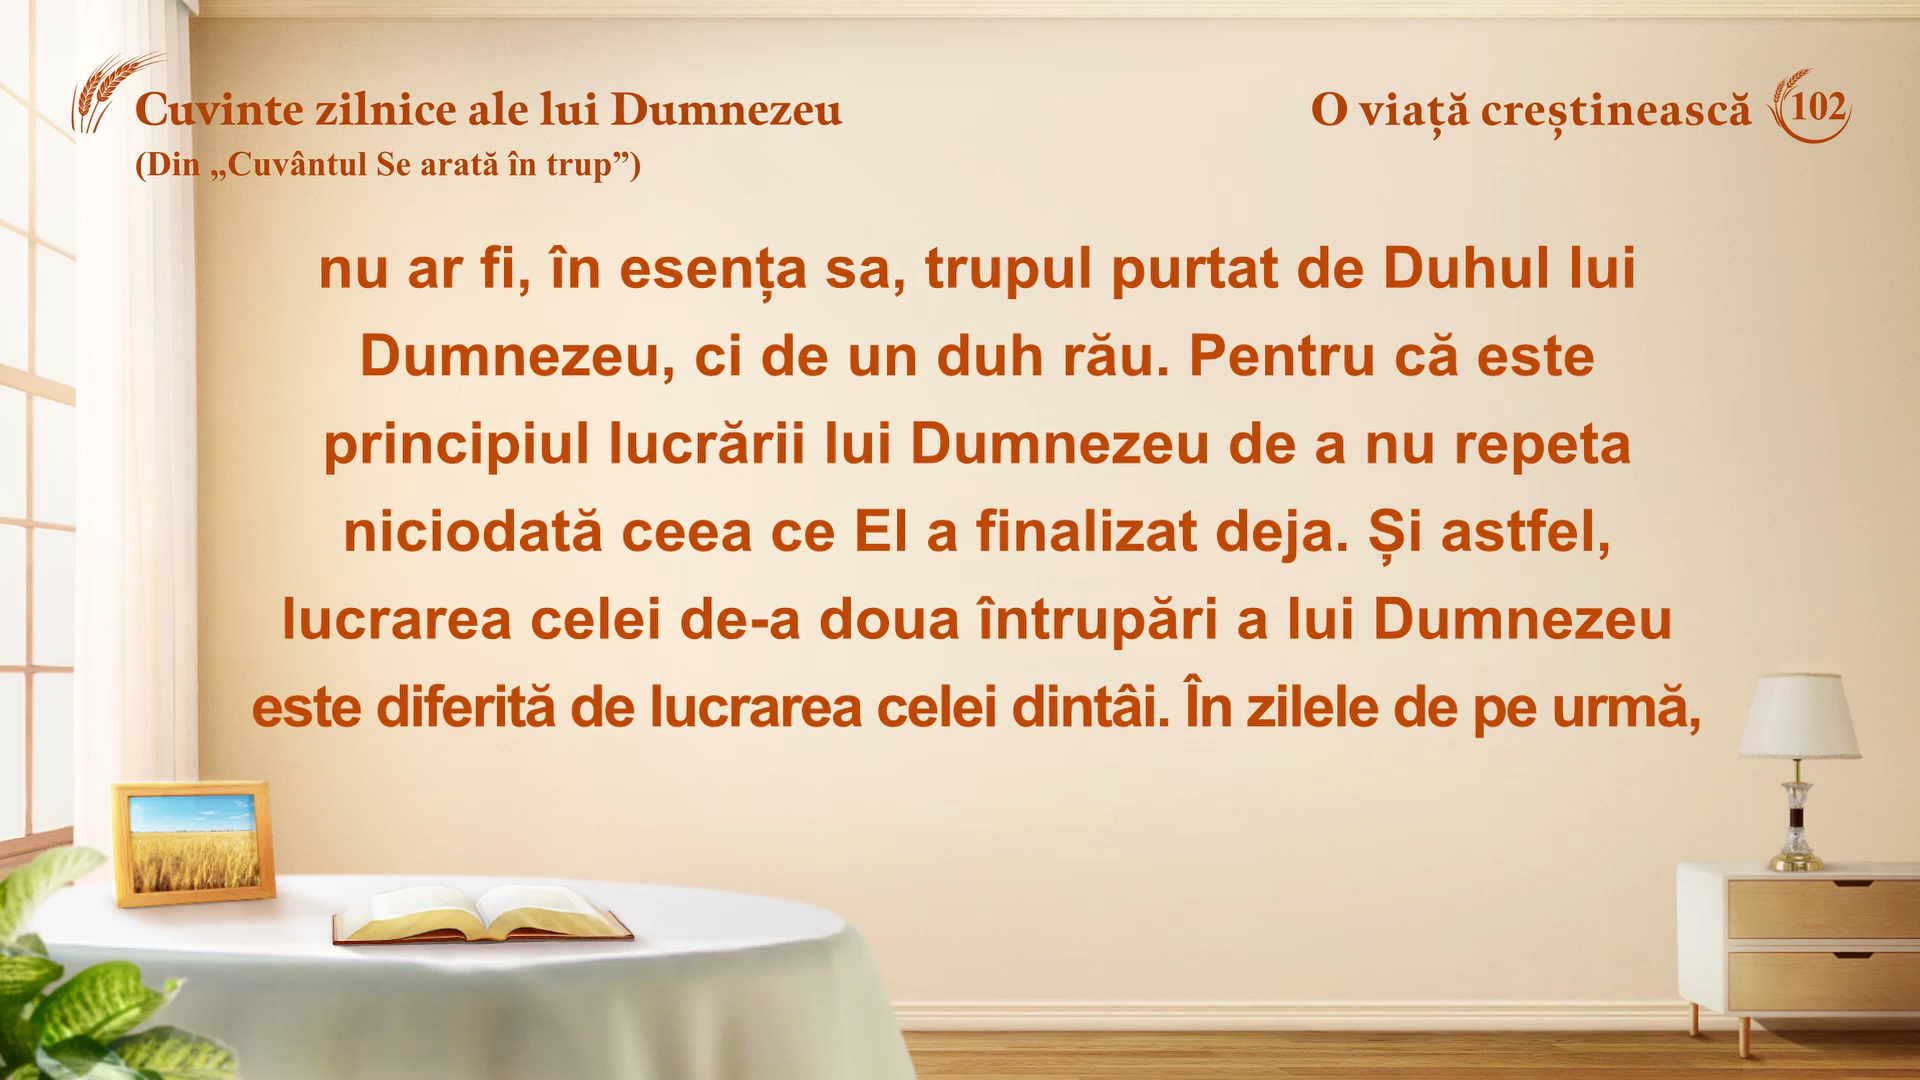 Cuvinte zilnice ale lui Dumnezeu
(Din „Cuvântul Se arată în trup”)
O viață creștinească 102
nu ar fi, în esența sa, trupul purtat de Duhul lui
Dumnezeu, ci de un duh rău. Pentru că este
principiul lucrării lui Dumnezeu de a nu repeta
niciodată ceea ce El a finalizat deja. Și astfel,
lucrarea celei de-a doua întrupări a lui Dumnezeu
este diferită de lucrarea celei dintâi. În zilele de pe urmă,